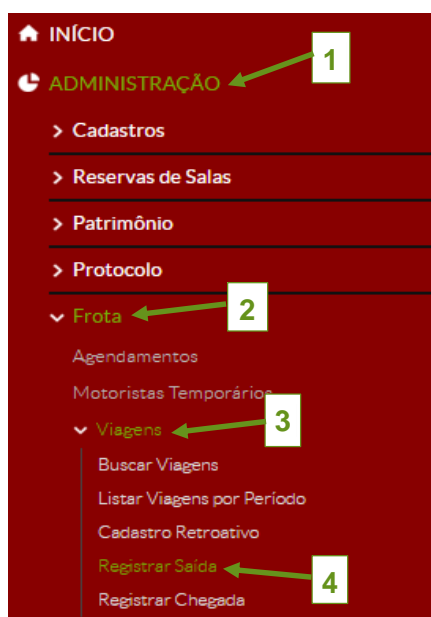 INÍCIO
1
ADMINISTRAÇÃO
> Cadastros
> Reservas de Salas
> Patrimônio
> Protocolo
2
Frota
Agendamentos
Motoristas Temporários
3
Viagens
Buscar Viagens
Listar Viagens por Período
Cadastro Retroativo
Registrar Saída
4
Registrar Chegada